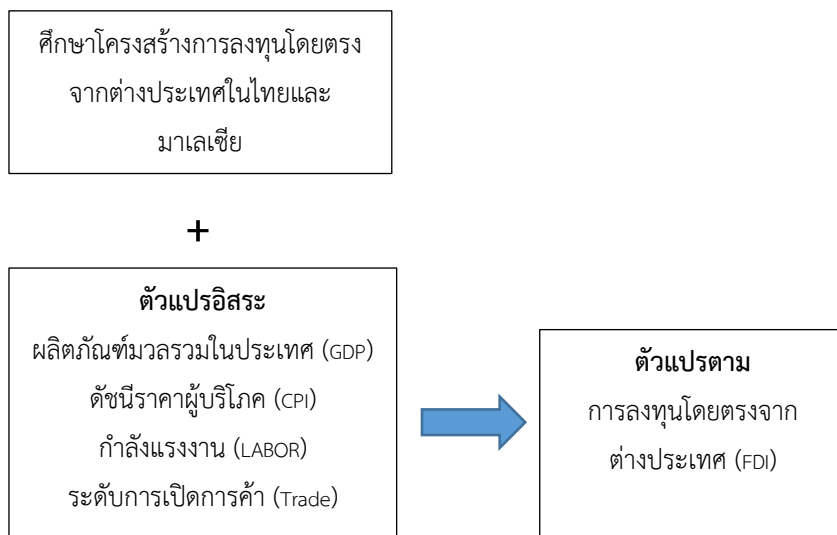 ศึกษาโครงสร้างการลงทุนโดยตรง
จากต่างประเทศในไทยและ
มาเลเซีย
+
ตัวแปรอิสระ
ผลิตภัณฑ์มวลรวมในประเทศ (GDP)
ดัชนีราคาผู้บริโภค (CPI)
กำลังแรงงาน (LABOR)
ระดับการเปิดการค้า (Trade)
ตัวแปรตาม
การลงทุนโดยตรงจาก
ต่างประเทศ (FDI)